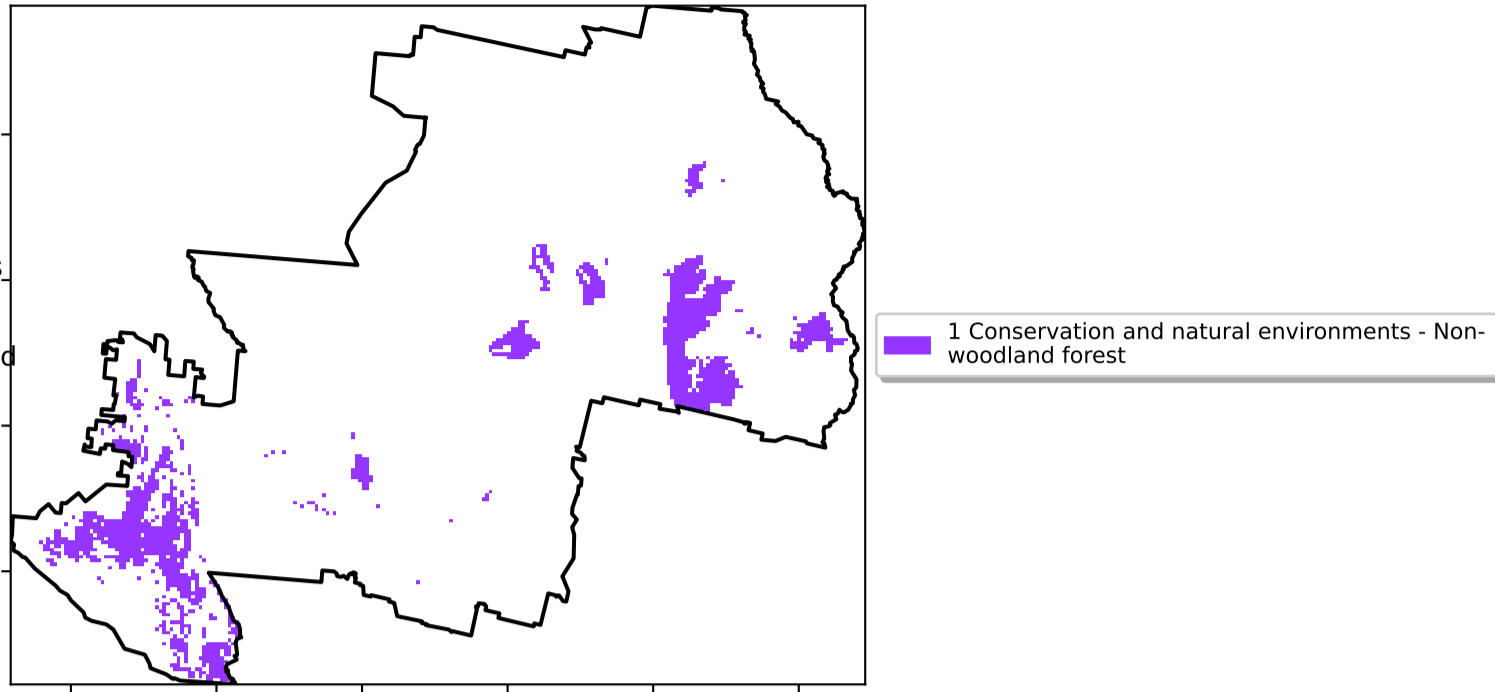 d
1 Conservation and natural environments - Non-
woodland forest